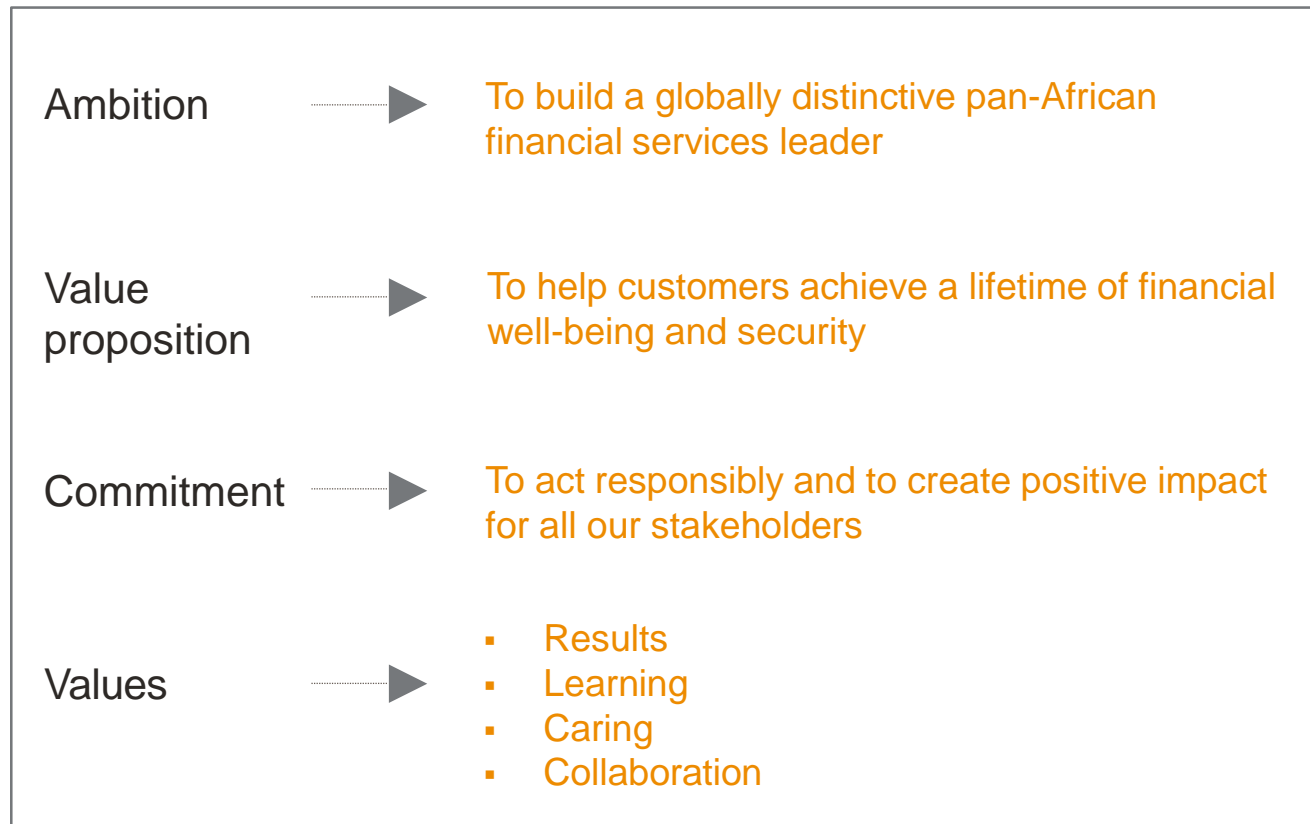 Ambition
To build a globally distinctive pan-African
financial services leader
Value
proposition
To help customers achieve a lifetime of financial
well-being and security
Commitment
To act responsibly and to create positive impact
for all our stakeholders
Values
▪ Results
▪ Learning
▪ Caring
▪ Collaboration